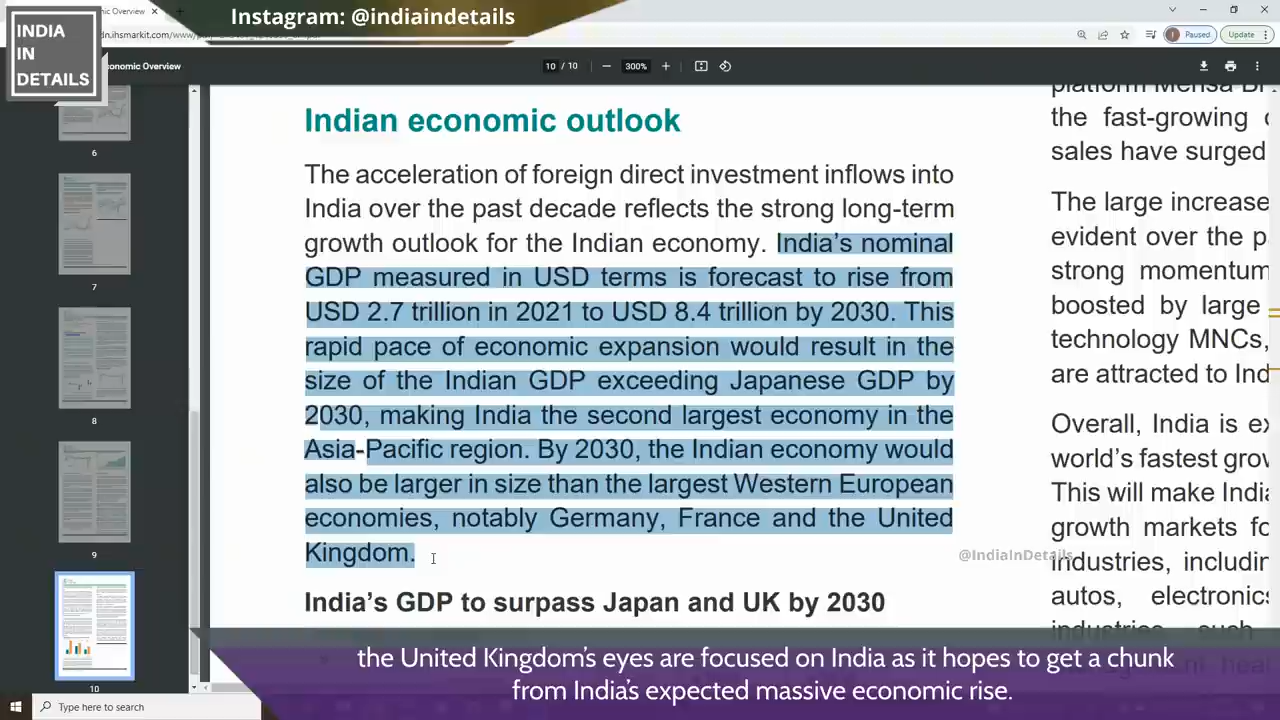 Instagram: @indiaindetails
INDIA
IN
DETAILS
Overview
Paused
Update
onomic Overview
10 / 10
300%
6
7
8
9
10
Indian economic outlook
The acceleration of foreign direct investment inflows into
India over the past decade reflects the strong long-term
growth outlook for the Indian economy. India's nominal
GDP measured in USD terms is forecast to rise from
USD 2.7 trillion in 2021 to USD 8.4 trillion by 2030. This
rapid pace of economic expansion would result in the
size of the Indian GDP exceeding Japanese GDP by
2030, making India the second largest economy in the
Asia-Pacific region. By 2030, the Indian economy would
also be larger in size than the largest Western European
economies, notably Germany, France and the United
Kingdom.
India's GDP to surpass Japan and UK by 2030
the fast-growing
sales have surged
The large increase
evident over the p
strong momentum
boosted by large
technology MNCs,
are attracted to Ind
Overall, India is ex
world's fastest grow
This will make India
growth markets fo
industries, includin
autos, electronics
@IndiaInDetails
the United Kingdom's eyes are focused on India as it hopes to get a chunk
from India's expected massive economic rise.
Type here to search